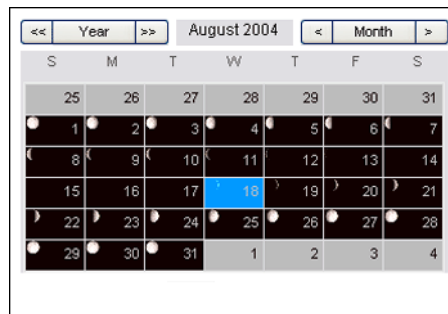 << Year >> August 2004 < Month >
S M T W T F S
25 26 27 28 29 30 31
1 2 3 4 5 6 7
8 9 10 11 12 13 14
15 16 17 18 19 20 21
22 23 24 25 26 27 28
29 30 31 1 2 3 4